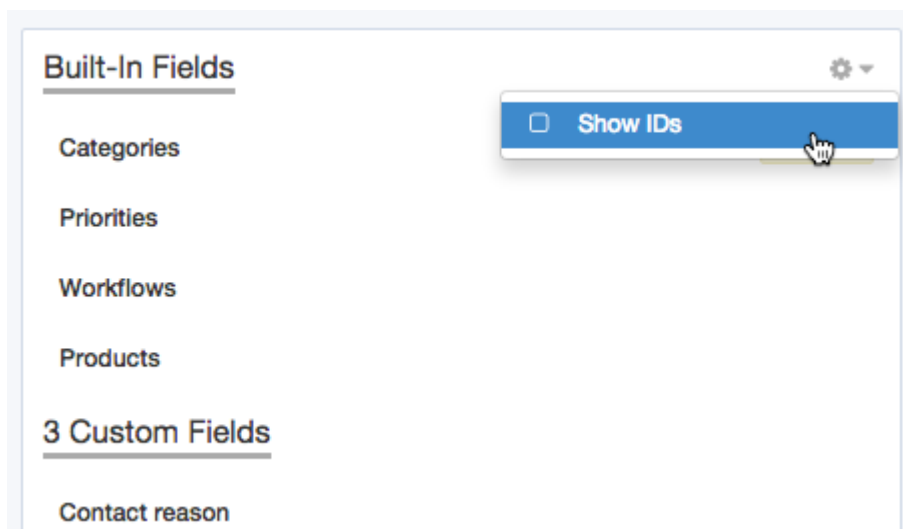 Built-In Fields
Show IDs
Categories
Priorities
Workflows
Products
3 Custom Fields
Contact reason